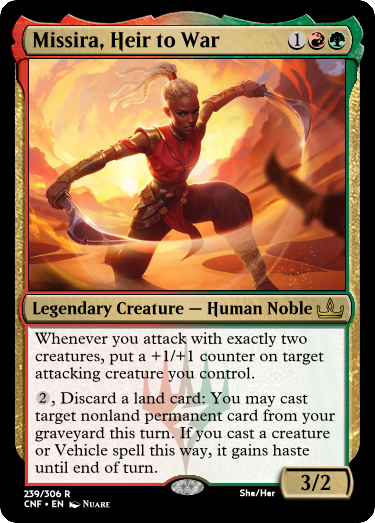 Missira, Heir to War 1
Legendary Creature — Human Noble
Whenever you attack with exactly two
creatures, put a +1/+1 counter on target
attacking creature you control.
2, Discard a land card: You may cast
target nonland permanent card from your
graveyard this turn. If you cast a creature
or Vehicle spell this way, it gains haste
until end of turn.
3/2
239/306 R She/Her
CNF • EN NUARE